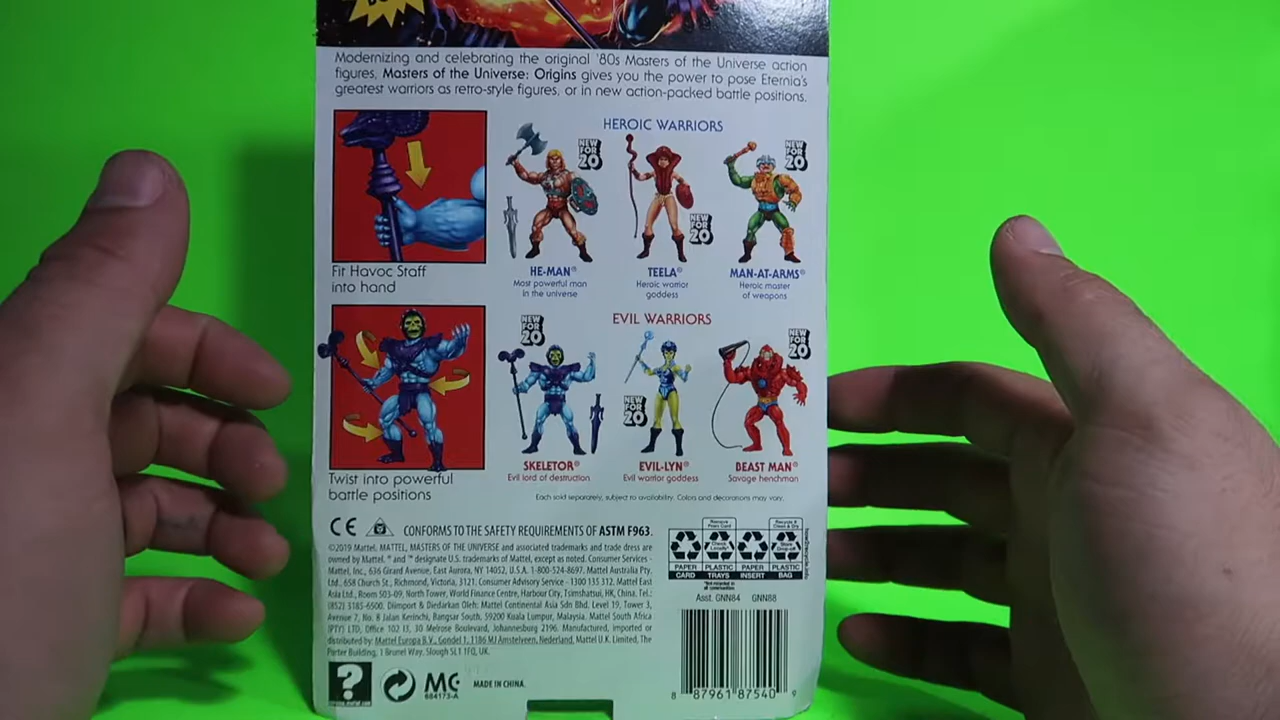 Modernizing and celebrating the original '80s Masters of the Universe action
figures, Masters of the Universe: Origins gives you the power to pose Eternia's
greatest warriors as retro-style figures, or in new action-packed battle positions.
HEROIC WARRIORS
NEW FOR 20
NEW FOR 20
NEW FOR 20
Fit Havoc Staff
into hand
HE-MAN®
Most powerful man
in the universe
TEELA®
Heroic warrior
goddess
MAN-AT-ARMS®
Heroic master
of weapons
EVIL WARRIORS
NEW FOR 20
NEW FOR 20
NEW FOR 20
Twist into powerful
battle positions
SKELETOR®
Evil lord of destruction
EVIL-LYN®
Evil warrior goddess
BEAST MAN®
Savage henchman
Each sold separately, subject to availability. Colors and decorations may vary.
CE CONFORMS TO THE SAFETY REQUIREMENTS OF ASTM F963.
©2019 Mattel. MATTEL, MASTERS OF THE UNIVERSE and associated trademarks and trade dress are
owned by Mattel. ® and ™ designate U.S. trademarks of Mattel, except as noted. Consumer Services -
Mattel, Inc., 636 Girard Avenue, East Aurora, NY 14052, U.S.A. 1-800-524-8697. Mattel Australia Pty.
Ltd., 658 Church St., Richmond, Victoria, 3121. Consumer Advisory Service - 1300 135 312. Mattel East
Asia Ltd., Room 503-09, North Tower, World Finance Centre, Harbour City, Tsimshatsui, HK, China. Tel.:
(852) 3185-6500. Diimport & Diedarkan Oleh: Mattel Continental Asia Sdn Bhd. Level 19, Tower 3,
Avenue 7, No. 8 Jalan Kerinchi, Bangsar South, 59200 Kuala Lumpur, Malaysia. Mattel South Africa
(PTY) LTD, Office 102 I3, 30 Melrose Boulevard, Johannesburg 2196. Manufactured, imported or
distributed by: Mattel Europa B.V., Gondel 1, 1186 MJ Amstelveen, Nederland. Mattel U.K. Limited, The
Porter Building, 1 Brunel Way, Slough SL1 1FQ, UK.
Check Locally*
Store Drop-off
PAPER PLASTIC PAPER PLASTIC
CARD TRAYS INSERT BAG
Asst. GNN84 GNN88
MC
684173-A
MADE IN CHINA.
8 87961 87540 9